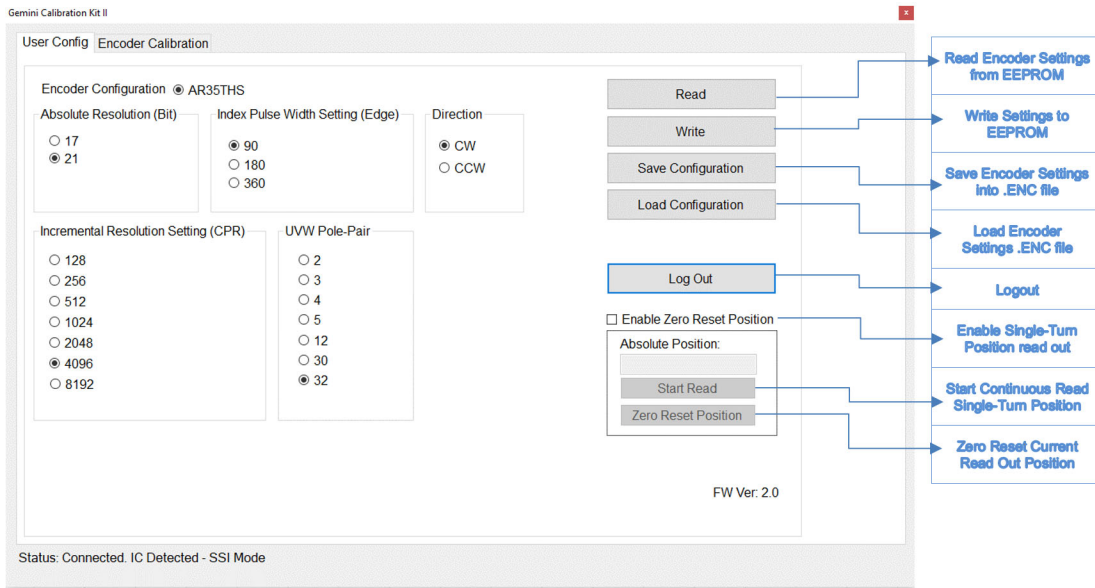 Gemini Calibration Kit II
x
User Config
Encoder Calibration
Encoder Configuration AR35THS
Absolute Resolution (Bit)
17
21
Index Pulse Width Setting (Edge)
90
180
360
Direction
CW
CCW
Incremental Resolution Setting (CPR)
128
256
512
1024
2048
4096
8192
UVW Pole-Pair
2
3
4
5
12
30
32
Read
Write
Save Configuration
Load Configuration
Log Out
Enable Zero Reset Position
Absolute Position:
Start Read
Zero Reset Position
FW Ver: 2.0
Status: Connected. IC Detected - SSI Mode
Read Encoder Settings
from EEPROM
Write Settings to
EEPROM
Save Encoder Settings
into .ENC file
Load Encoder
Settings .ENC file
Logout
Enable Single-Turn
Position read out
Start Continuous Read
Single-Turn Position
Zero Reset Current
Read Out Position